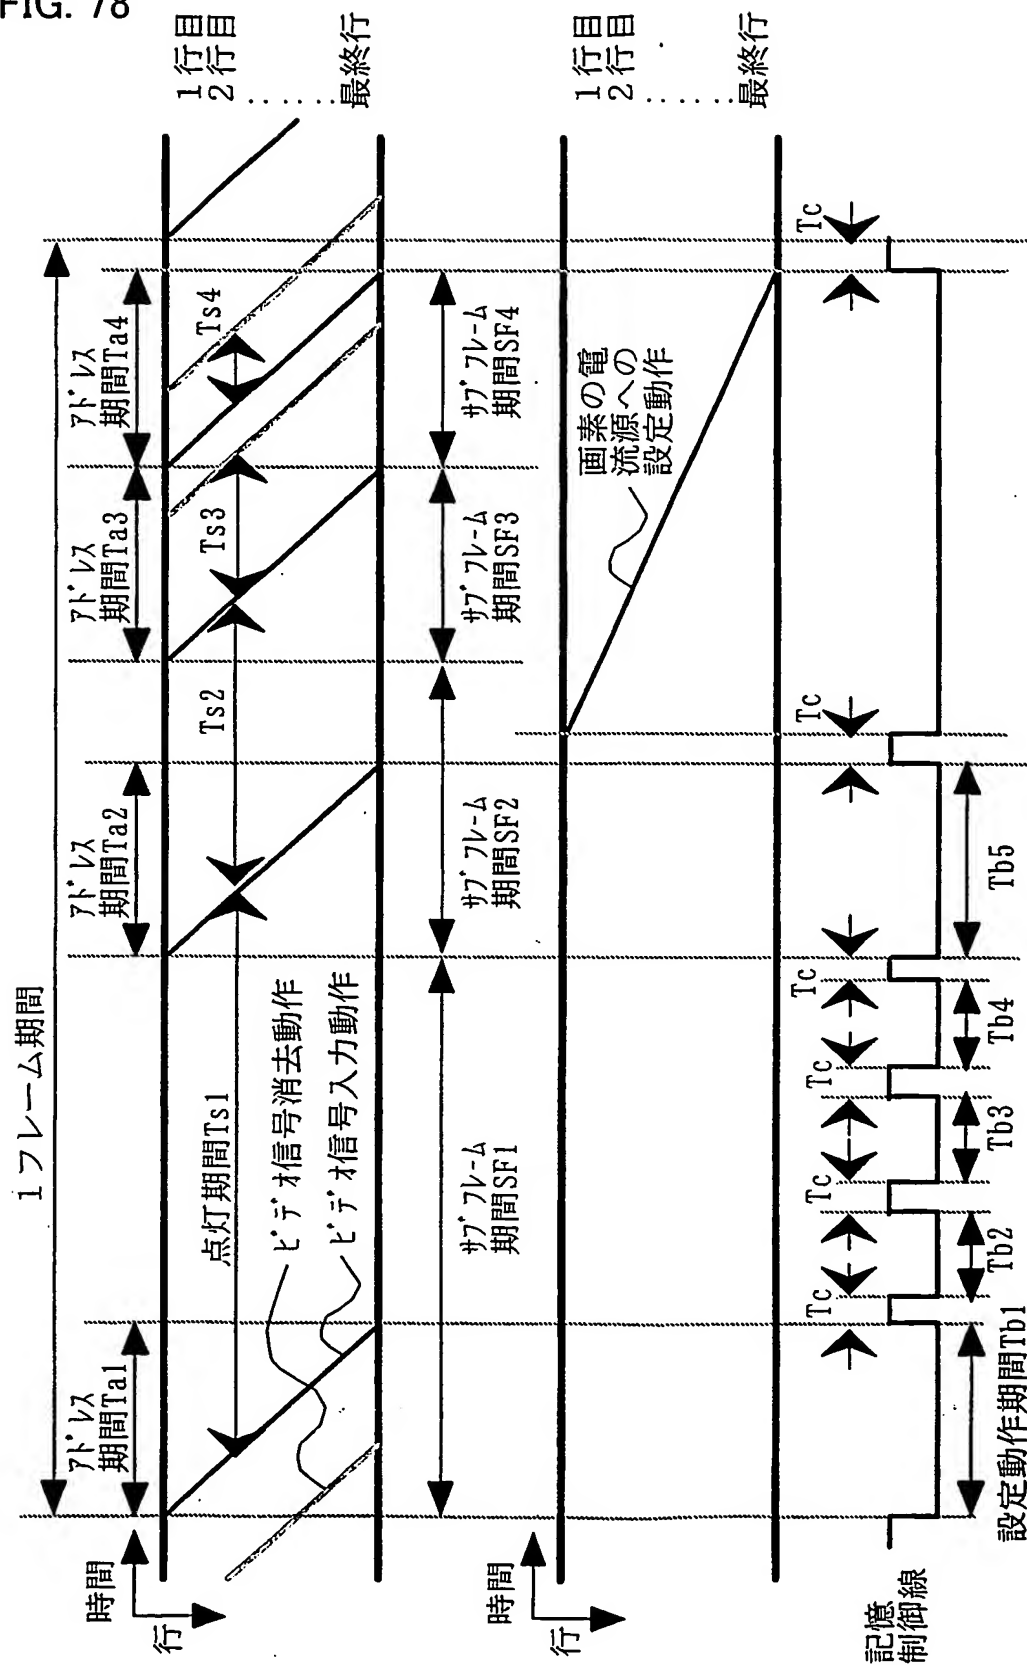 FIG. 78
1フレーム期間
アドレス
期間Ta1
アドレス
期間Ta2
アドレス
期間Ta3
アドレス
期間Ta4
時間
行
点灯期間Ts1
Ts2
Ts3
Ts4
ビデオ信号消去動作
ビデオ信号入力動作
1行目
2行目
......
最終行
サブフレーム
期間SF1
サブフレーム
期間SF2
サブフレーム
期間SF3
サブフレーム
期間SF4
時間
行
画素の電
流源への
設定動作
1行目
2行目
......
最終行
記憶
制御線
Tc
Tc
Tc
Tc
Tc
Tc
設定動作期間Tb1
Tb2
Tb3
Tb4
Tb5